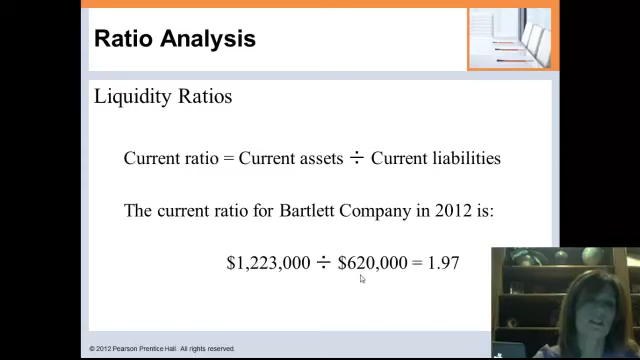 Ratio Analysis
Liquidity Ratios
Current ratio = Current assets ÷ Current liabilities
The current ratio for Bartlett Company in 2012 is:
$1,223,000 ÷ $620,000 = 1.97
© 2012 Pearson Prentice Hall. All rights reserved.